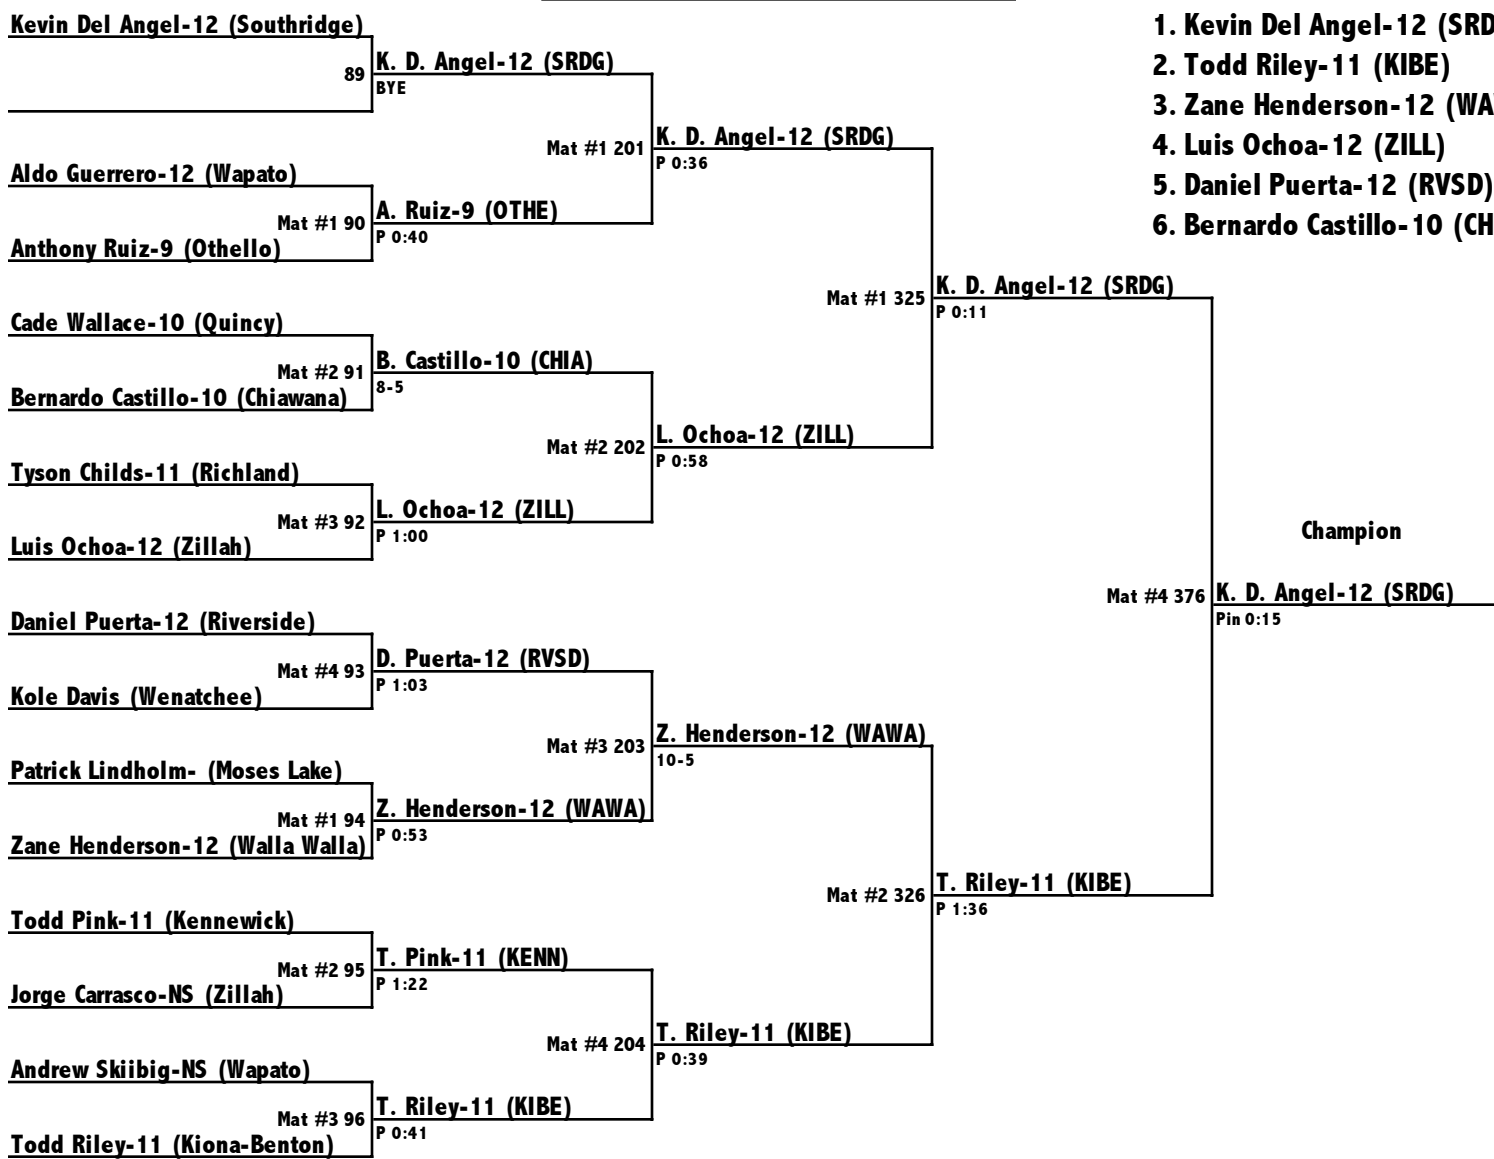 Kevin Del Angel-12 (Southridge)
89
K. D. Angel-12 (SRDG)
BYE
Mat #1 201
K. D. Angel-12 (SRDG)
P 0:36
Aldo Guerrero-12 (Wapato)
Mat #1 90
A. Ruiz-9 (OTHE)
P 0:40
Anthony Ruiz-9 (Othello)
Mat #1 325
K. D. Angel-12 (SRDG)
P 0:11
Cade Wallace-10 (Quincy)
Mat #2 91
B. Castillo-10 (CHIA)
8-5
Bernardo Castillo-10 (Chiawana)
Mat #2 202
L. Ochoa-12 (ZILL)
P 0:58
Tyson Childs-11 (Richland)
Mat #3 92
L. Ochoa-12 (ZILL)
P 1:00
Luis Ochoa-12 (Zillah)
Champion
Mat #4 376
K. D. Angel-12 (SRDG)
Pin 0:15
Daniel Puerta-12 (Riverside)
Mat #4 93
D. Puerta-12 (RVSD)
P 1:03
Kole Davis (Wenatchee)
Mat #3 203
Z. Henderson-12 (WAWA)
10-5
Patrick Lindholm- (Moses Lake)
Mat #1 94
Z. Henderson-12 (WAWA)
P 0:53
Zane Henderson-12 (Walla Walla)
Mat #2 326
T. Riley-11 (KIBE)
P 1:36
Todd Pink-11 (Kennewick)
Mat #2 95
T. Pink-11 (KENN)
P 1:22
Jorge Carrasco-NS (Zillah)
Mat #4 204
T. Riley-11 (KIBE)
P 0:39
Andrew Skiibig-NS (Wapato)
Mat #3 96
T. Riley-11 (KIBE)
P 0:41
Todd Riley-11 (Kiona-Benton)
1. Kevin Del Angel-12 (SRD
2. Todd Riley-11 (KIBE)
3. Zane Henderson-12 (WA
4. Luis Ochoa-12 (ZILL)
5. Daniel Puerta-12 (RVSD)
6. Bernardo Castillo-10 (CH